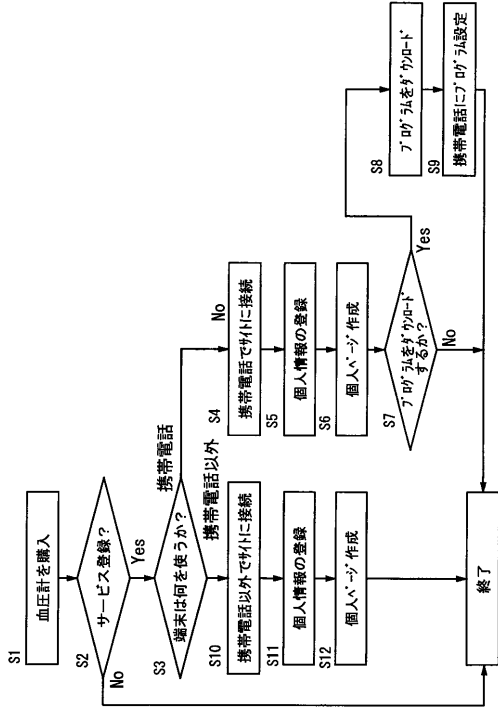 S1
血圧計を購入
S2
サービス登録?
No
Yes
S3
端末は何を使うか?
携帯電話
携帯電話以外
S10
携帯電話以外でサイトに接続
S11
個人情報の登録
S12
個人ページ作成
No
S4
携帯電話でサイトに接続
S5
個人情報の登録
S6
個人ページ作成
S7
プログラムをダウンロード
するか?
Yes
No
S8
プログラムをダウンロード
S9
携帯電話にプログラム設定
終了